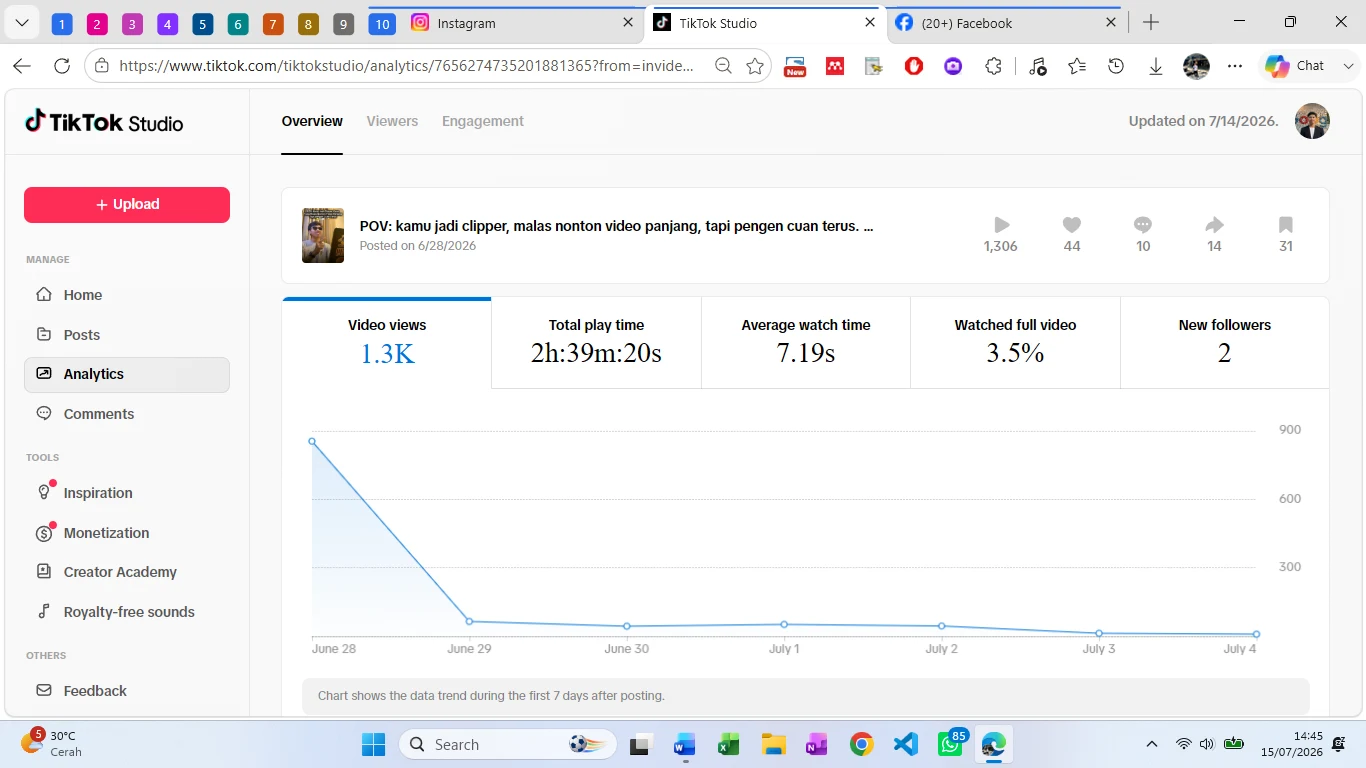 1 2 3 4 5 6 7 8 9 10 Instagram TikTok Studio (20+) Facebook
https://www.tiktok.com/tiktokstudio/analytics/7656274735201881365?from=invide... New Chat
TikTok Studio
Overview Viewers Engagement
Updated on 7/14/2026.
+ Upload
MANAGE
Home
Posts
Analytics
Comments
TOOLS
Inspiration
Monetization
Creator Academy
Royalty-free sounds
OTHERS
Feedback
POV: kamu jadi clipper, malas nonton video panjang, tapi pengen cuan terus. ...
Posted on 6/28/2026
1,306 44 10 14 31
Video views
1.3K
Total play time
2h:39m:20s
Average watch time
7.19s
Watched full video
3.5%
New followers
2
900
600
300
June 28 June 29 June 30 July 1 July 2 July 3 July 4
Chart shows the data trend during the first 7 days after posting.
5
30°C
Cerah
Search
85
14:45
15/07/2026